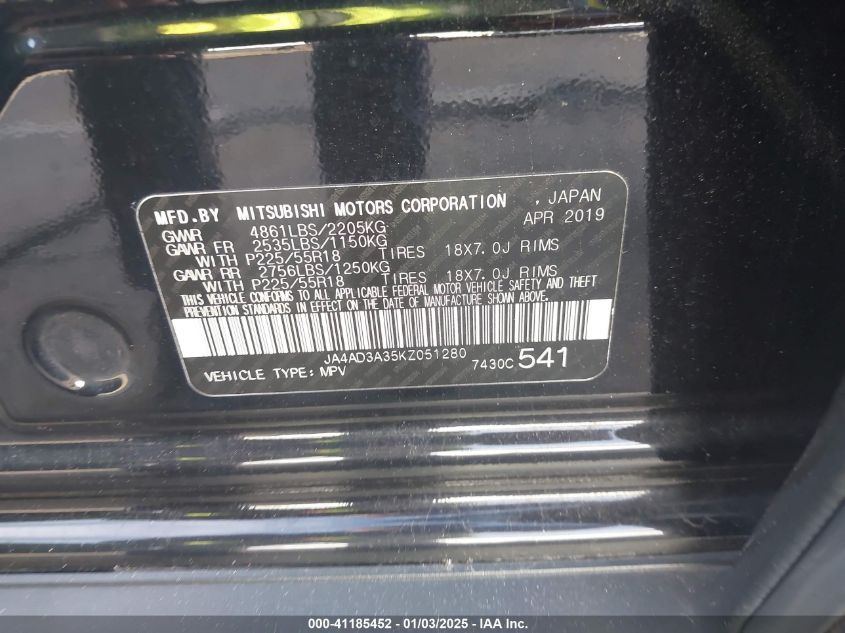 MFD.BY MITSUBISHI MOTORS CORPORATION , JAPAN
GVWR 4861LBS/2205KG APR 2019
GAWR FR 2535LBS/1150KG
WITH P225/55R18 TIRES 18X7.0J RIMS
GAWR RR 2756LBS/1250KG
WITH P225/55R18 TIRES 18X7.0J RIMS
THIS VEHICLE CONFORMS TO ALL APPLICABLE FEDERAL MOTOR VEHICLE SAFETY AND THEFT
PREVENTION STANDARDS IN EFFECT ON THE DATE OF MANUFACTURE SHOWN ABOVE.
JA4AD3A35KZ051280
VEHICLE TYPE: MPV 7430C 541
000-41185452 - 01/03/2025 - IAAI.com